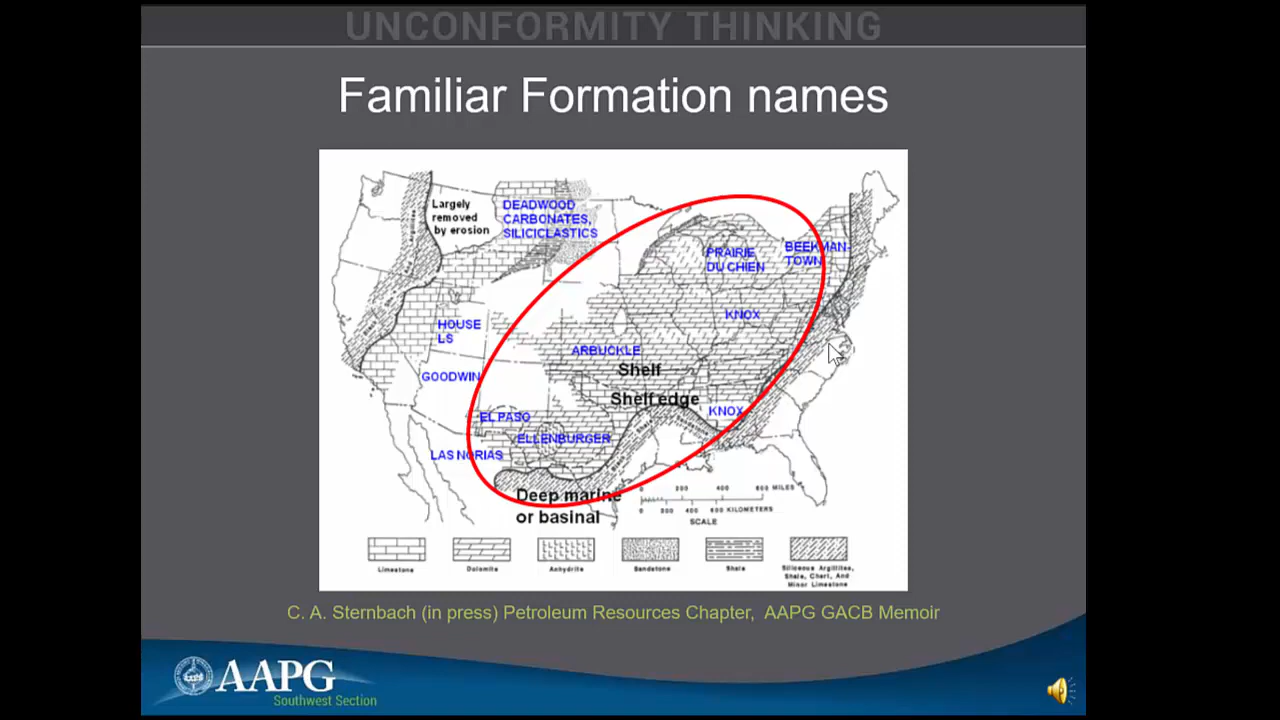 UNCONFORMITY THINKING
Familiar Formation names
Largely
removed
by erosion
DEADWOOD
CARBONATES,
SILICICLASTICS
PRAIRIE
DU CHIEN
BEEKMAN-
TOWN
HOUSE
LS
KNOX
ARBUCKLE
GOODWIN
Shelf
Shelf edge
KNOX
EL PASO
ELLENBURGER
LAS NORIAS
Deep marine
or basinal
0 200 400 600 MILES
0 200 400 600 KILOMETERS
SCALE
Limestone
Dolomite
Anhydrite
Sandstone
Shale
Siliceous Argillites,
Shale, Chert, And
Minor Limestone
C. A. Sternbach (in press) Petroleum Resources Chapter, AAPG GACB Memoir
AAPG
Southwest Section